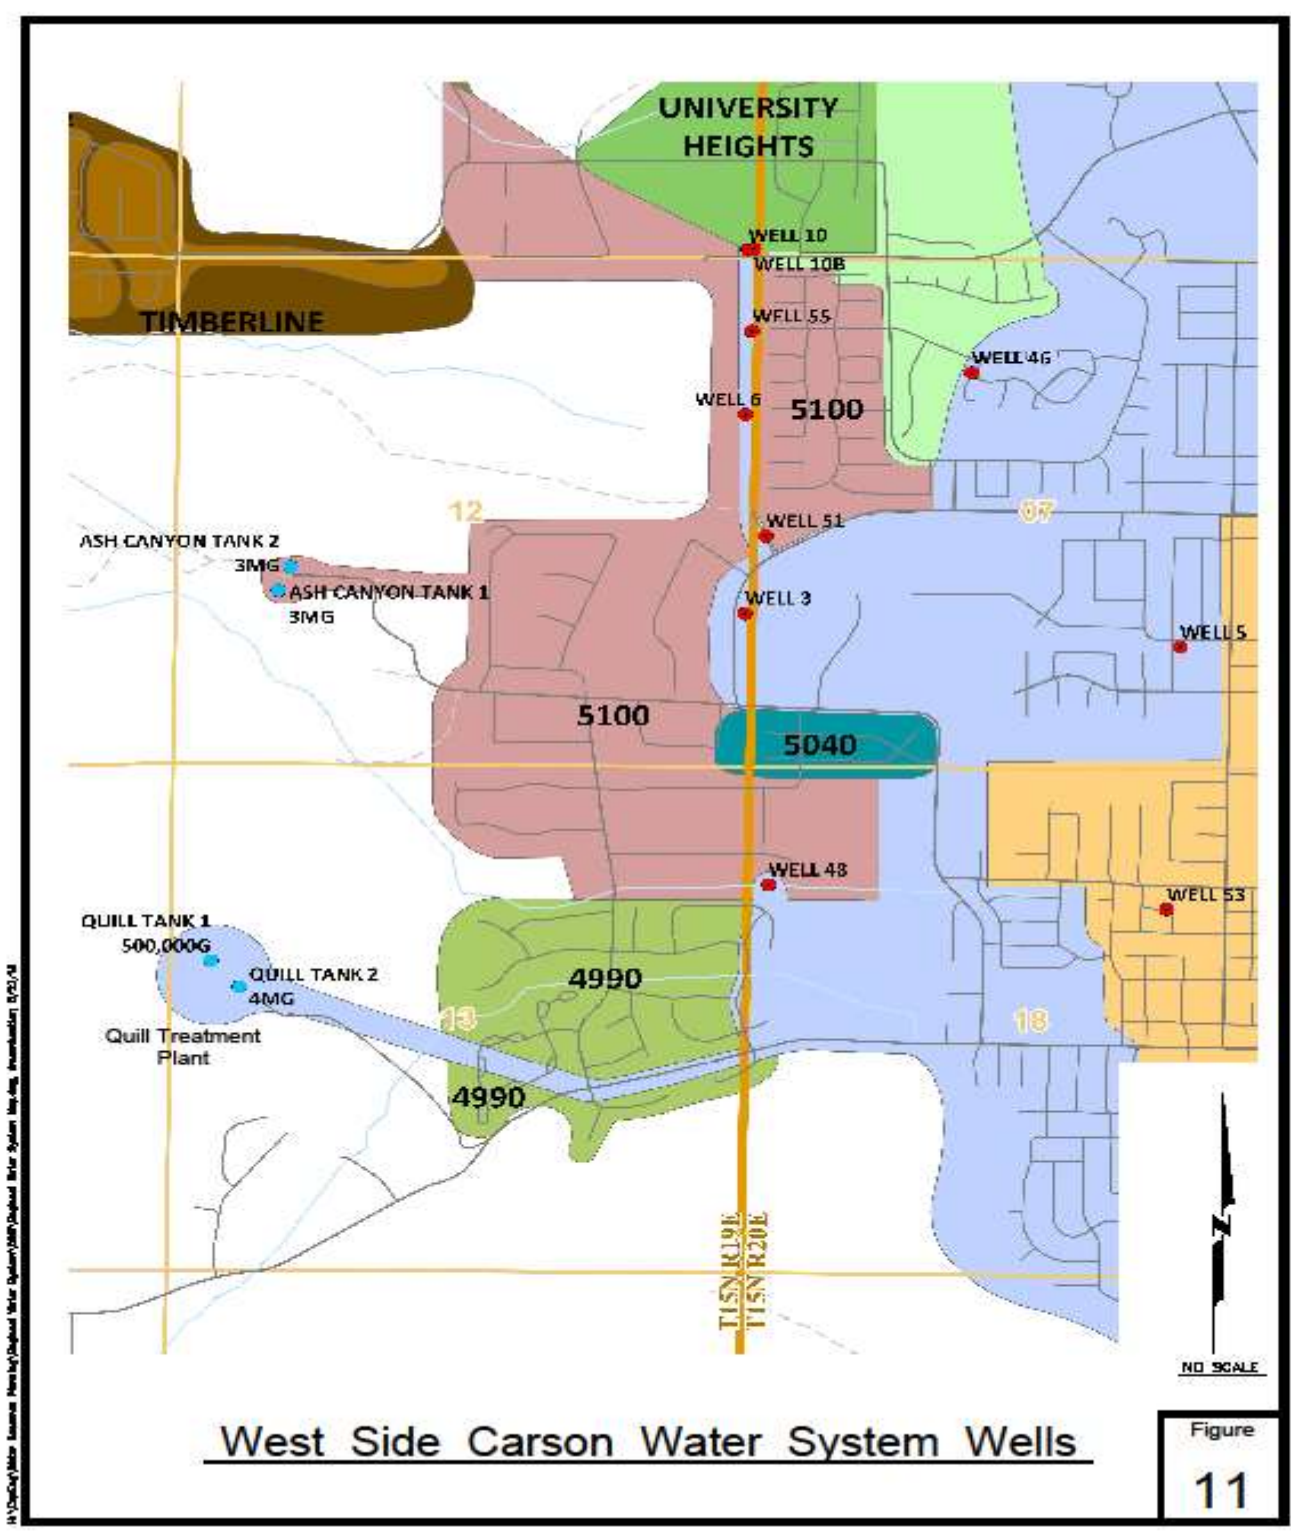 UNIVERSITY
HEIGHTS
WELL 10
WELL 10B
TIMBERLINE
WELL 55
WELL 46
WELL 6
5100
12
07
WELL 51
ASH CANYON TANK 2
3MG
ASH CANYON TANK 1
3MG
WELL 3
WELL 5
5100
5040
WELL 48
WELL 53
QUILL TANK 1
500,000G
QUILL TANK 2
4MG
4990
13
18
Quill Treatment
Plant
4990
T15N R19E
T15N R20E
N
NO SCALE
West Side Carson Water System Wells
Figure
11